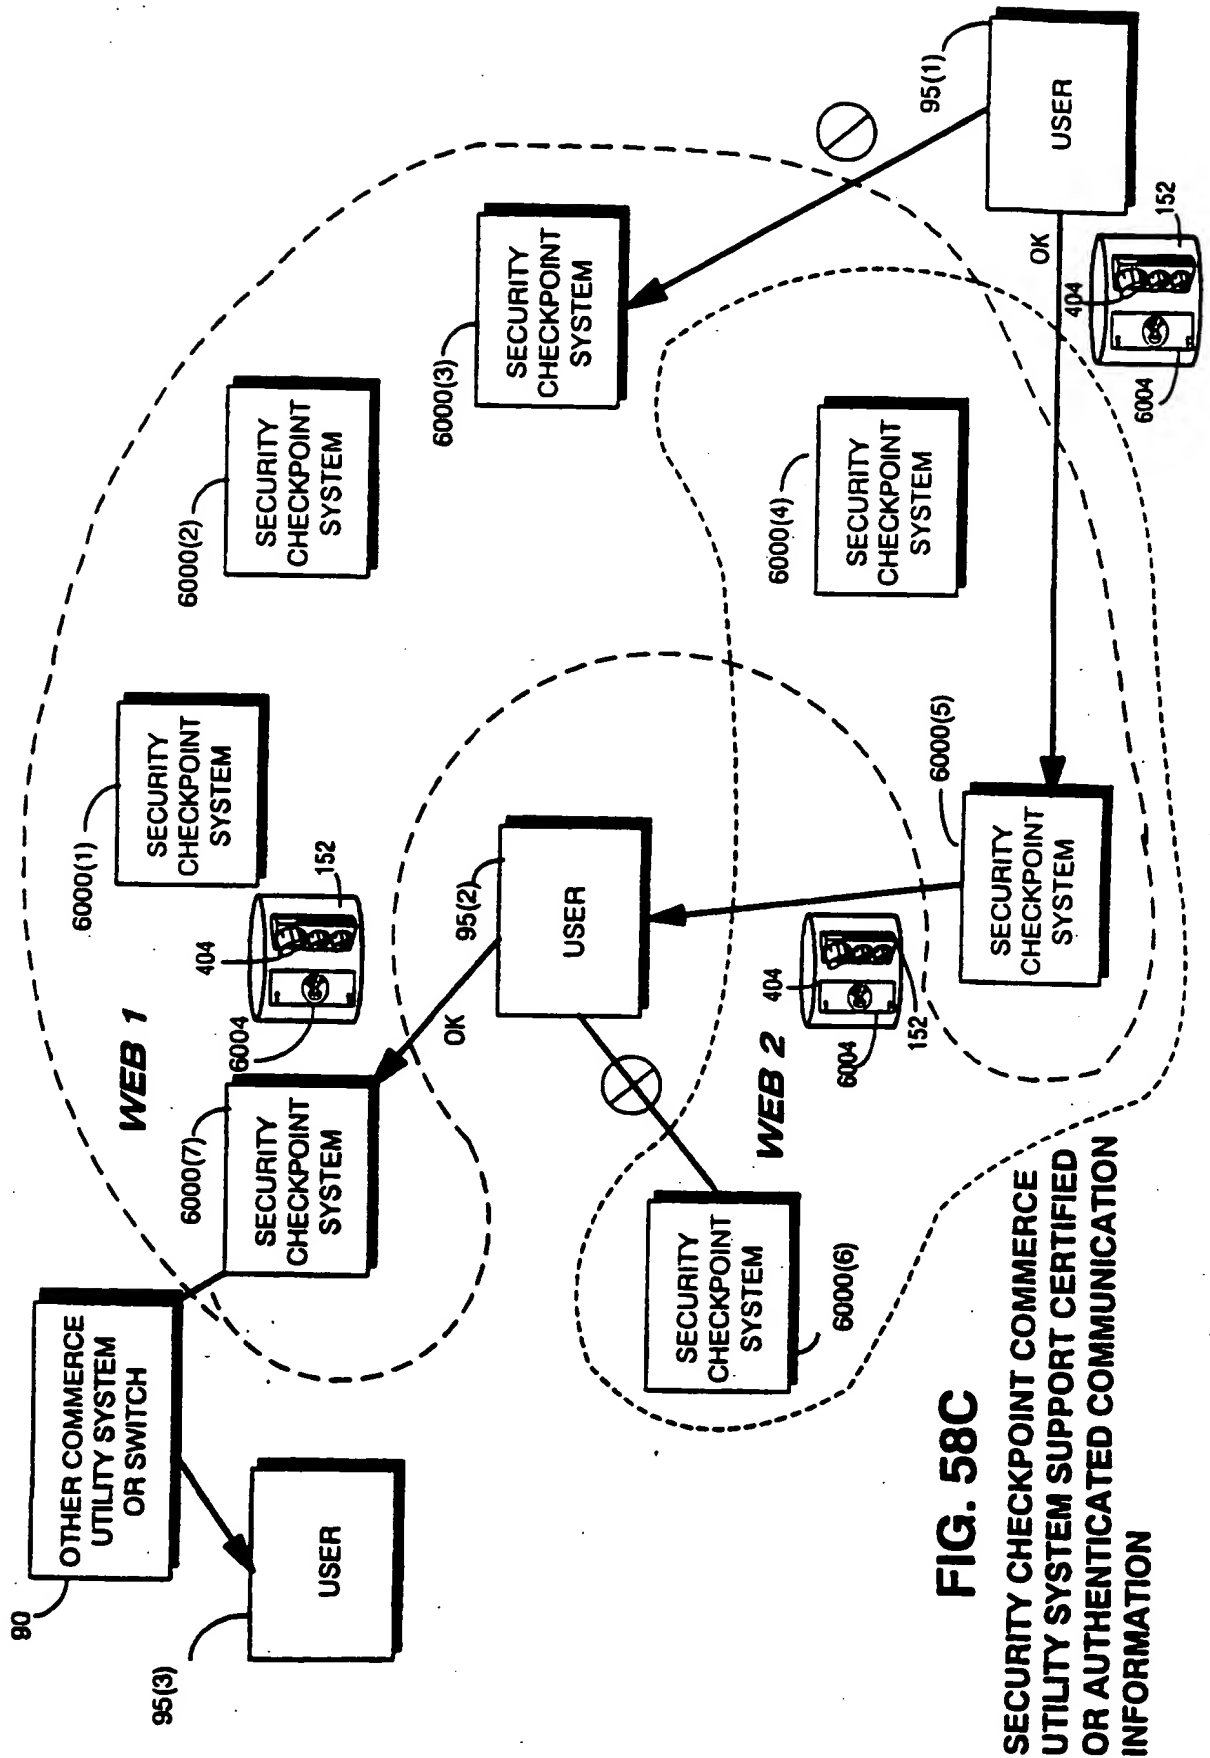 90
OTHER COMMERCE
UTILITY SYSTEM
OR SWITCH
95(3)
USER
6000(7)
SECURITY
CHECKPOINT
SYSTEM
WEB 1
6004
404
152
6000(1)
SECURITY
CHECKPOINT
SYSTEM
6000(2)
SECURITY
CHECKPOINT
SYSTEM
6000(3)
SECURITY
CHECKPOINT
SYSTEM
OK
95(2)
USER
SECURITY
CHECKPOINT
SYSTEM
6000(6)
WEB 2
6004
404
152
6000(5)
SECURITY
CHECKPOINT
SYSTEM
6000(4)
SECURITY
CHECKPOINT
SYSTEM
95(1)
USER
OK
6004
404
152
FIG. 58C
SECURITY CHECKPOINT COMMERCE
UTILITY SYSTEM SUPPORT CERTIFIED
OR AUTHENTICATED COMMUNICATION
INFORMATION